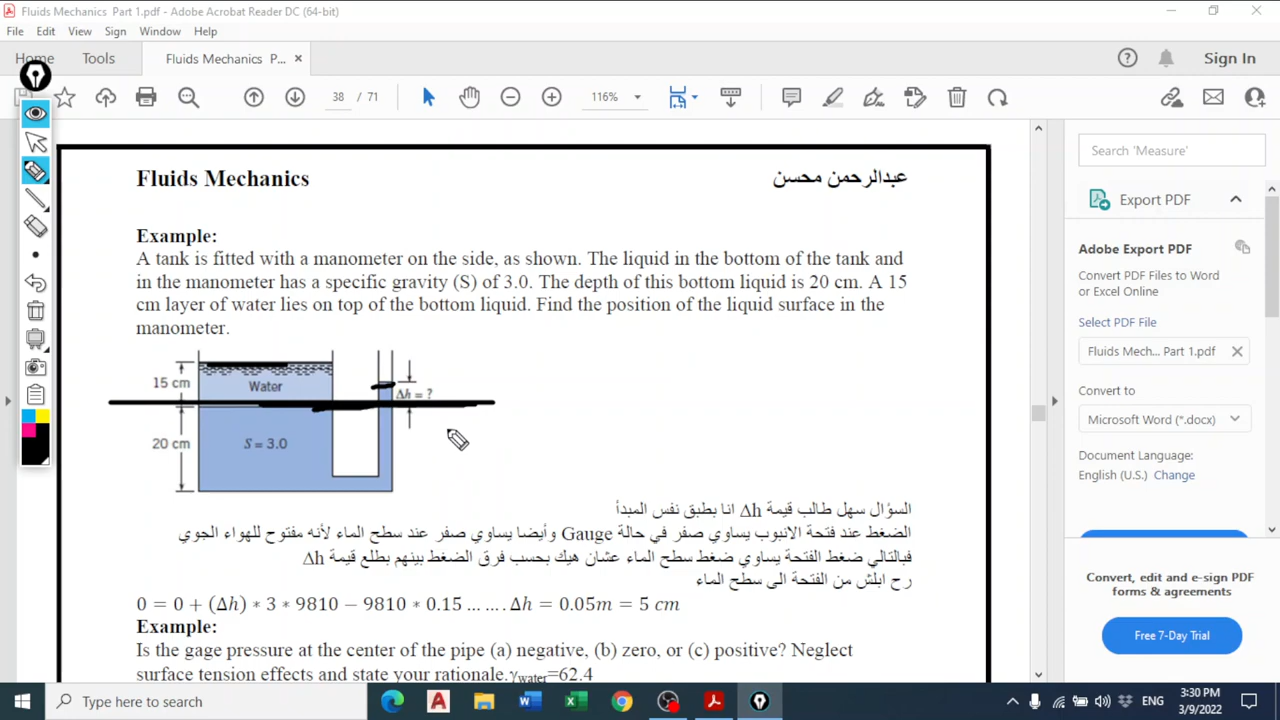 Fluids Mechanics Part 1.pdf - Adobe Acrobat Reader DC (64-bit)
File Edit View Sign Window Help
Home Tools Fluids Mechanics P... × Sign In
38 / 71 116%
Fluids Mechanics عبدالرحمن محسن
Example:
A tank is fitted with a manometer on the side, as shown. The liquid in the bottom of the tank and
in the manometer has a specific gravity (S) of 3.0. The depth of this bottom liquid is 20 cm. A 15
cm layer of water lies on top of the bottom liquid. Find the position of the liquid surface in the
manometer.
15 cm Water Δh = ?
20 cm S = 3.0
السؤال سهل طالب قيمة Δh انا بطبق نفس المبدأ
الضغط عند فتحة الانبوب يساوي صفر في حالة Gauge وأيضا يساوي صفر عند سطح الماء لأنه مفتوح للهواء الجوي
فبالتالي ضغط الفتحة يساوي ضغط سطح الماء عشان هيك بحسب فرق الضغط بينهم بطلع قيمة Δh
رح ابلش من الفتحة الى سطح الماء
0 = 0 + (Δh) * 3 * 9810 − 9810 * 0.15 ... ... . Δh = 0.05m = 5 cm
Example:
Is the gage pressure at the center of the pipe (a) negative, (b) zero, or (c) positive? Neglect
surface tension effects and state your rationale.γwater=62.4
Search 'Measure'
Export PDF
Adobe Export PDF
Convert PDF Files to Word
or Excel Online
Select PDF File
Fluids Mech... Part 1.pdf
Convert to
Microsoft Word (*.docx)
Document Language:
English (U.S.) Change
Convert, edit and e-sign PDF
forms & agreements
Free 7-Day Trial
Type here to search
ENG 3:30 PM
3/9/2022